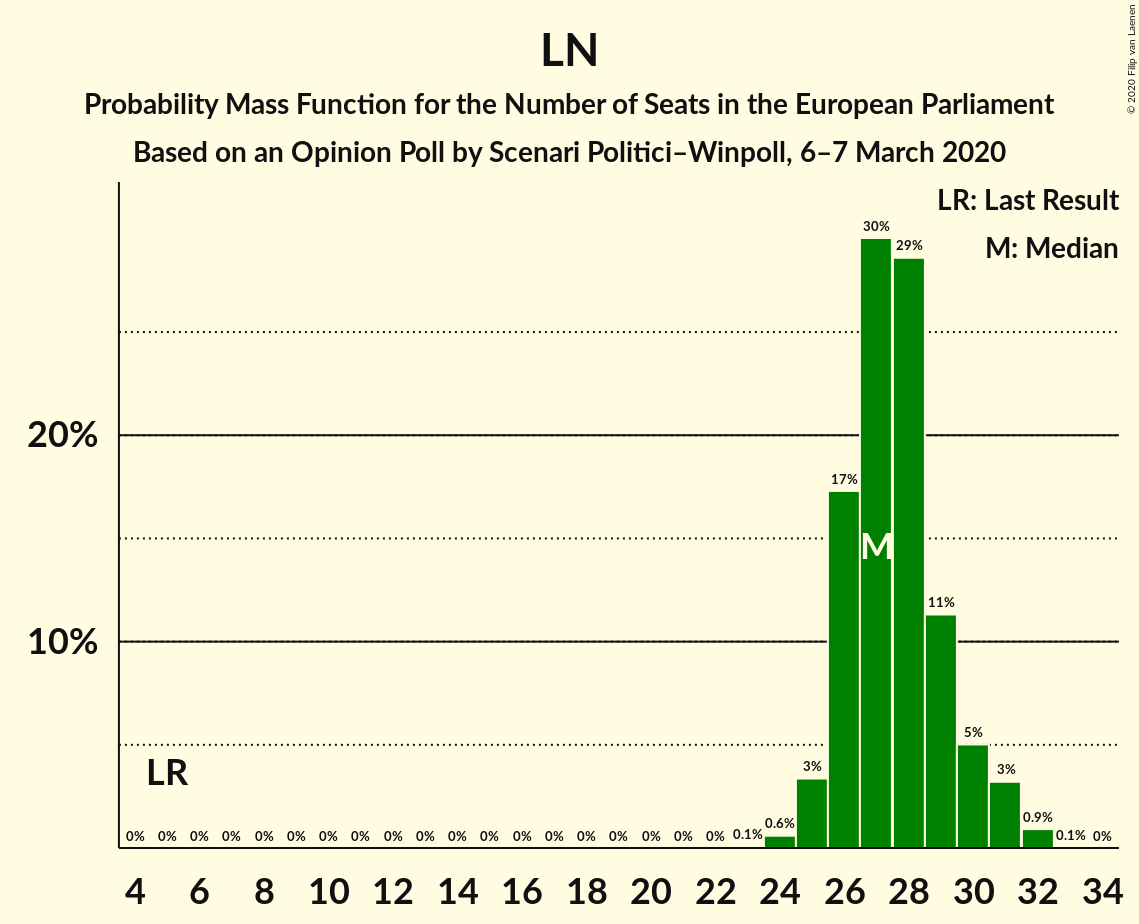 LN
Probability Mass Function for the Number of Seats in the European Parliament
Based on an Opinion Poll by Scenari Politici–Winpoll, 6–7 March 2020
© 2020 Filip van Laenen
LR: Last Result
M: Median
30%
29%
20%
17%
M
11%
10%
5%
3%
3%
LR
0.6%
0.9%
0% 0% 0% 0% 0% 0% 0% 0% 0% 0% 0% 0% 0% 0% 0% 0% 0% 0% 0% 0.1% 0.1% 0%
4 6 8 10 12 14 16 18 20 22 24 26 28 30 32 34